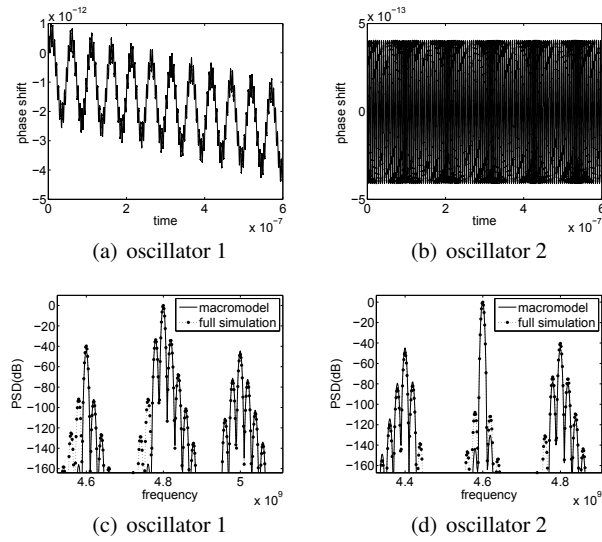 x 10^-12
1
0
−1
−2
−3
−4
−5
phase shift
0
2
4
6
time
x 10^-7
(a) oscillator 1
x 10^-13
5
0
−5
phase shift
0
2
4
6
time
x 10^-7
(b) oscillator 2
0
−20
−40
−60
−80
−100
−120
−140
−160
PSD(dB)
macromodel
full simulation
4.6
4.8
5
frequency
x 10^9
(c) oscillator 1
0
−20
−40
−60
−80
−100
−120
−140
−160
PSD(dB)
macromodel
full simulation
4.4
4.6
4.8
frequency
x 10^9
(d) oscillator 2